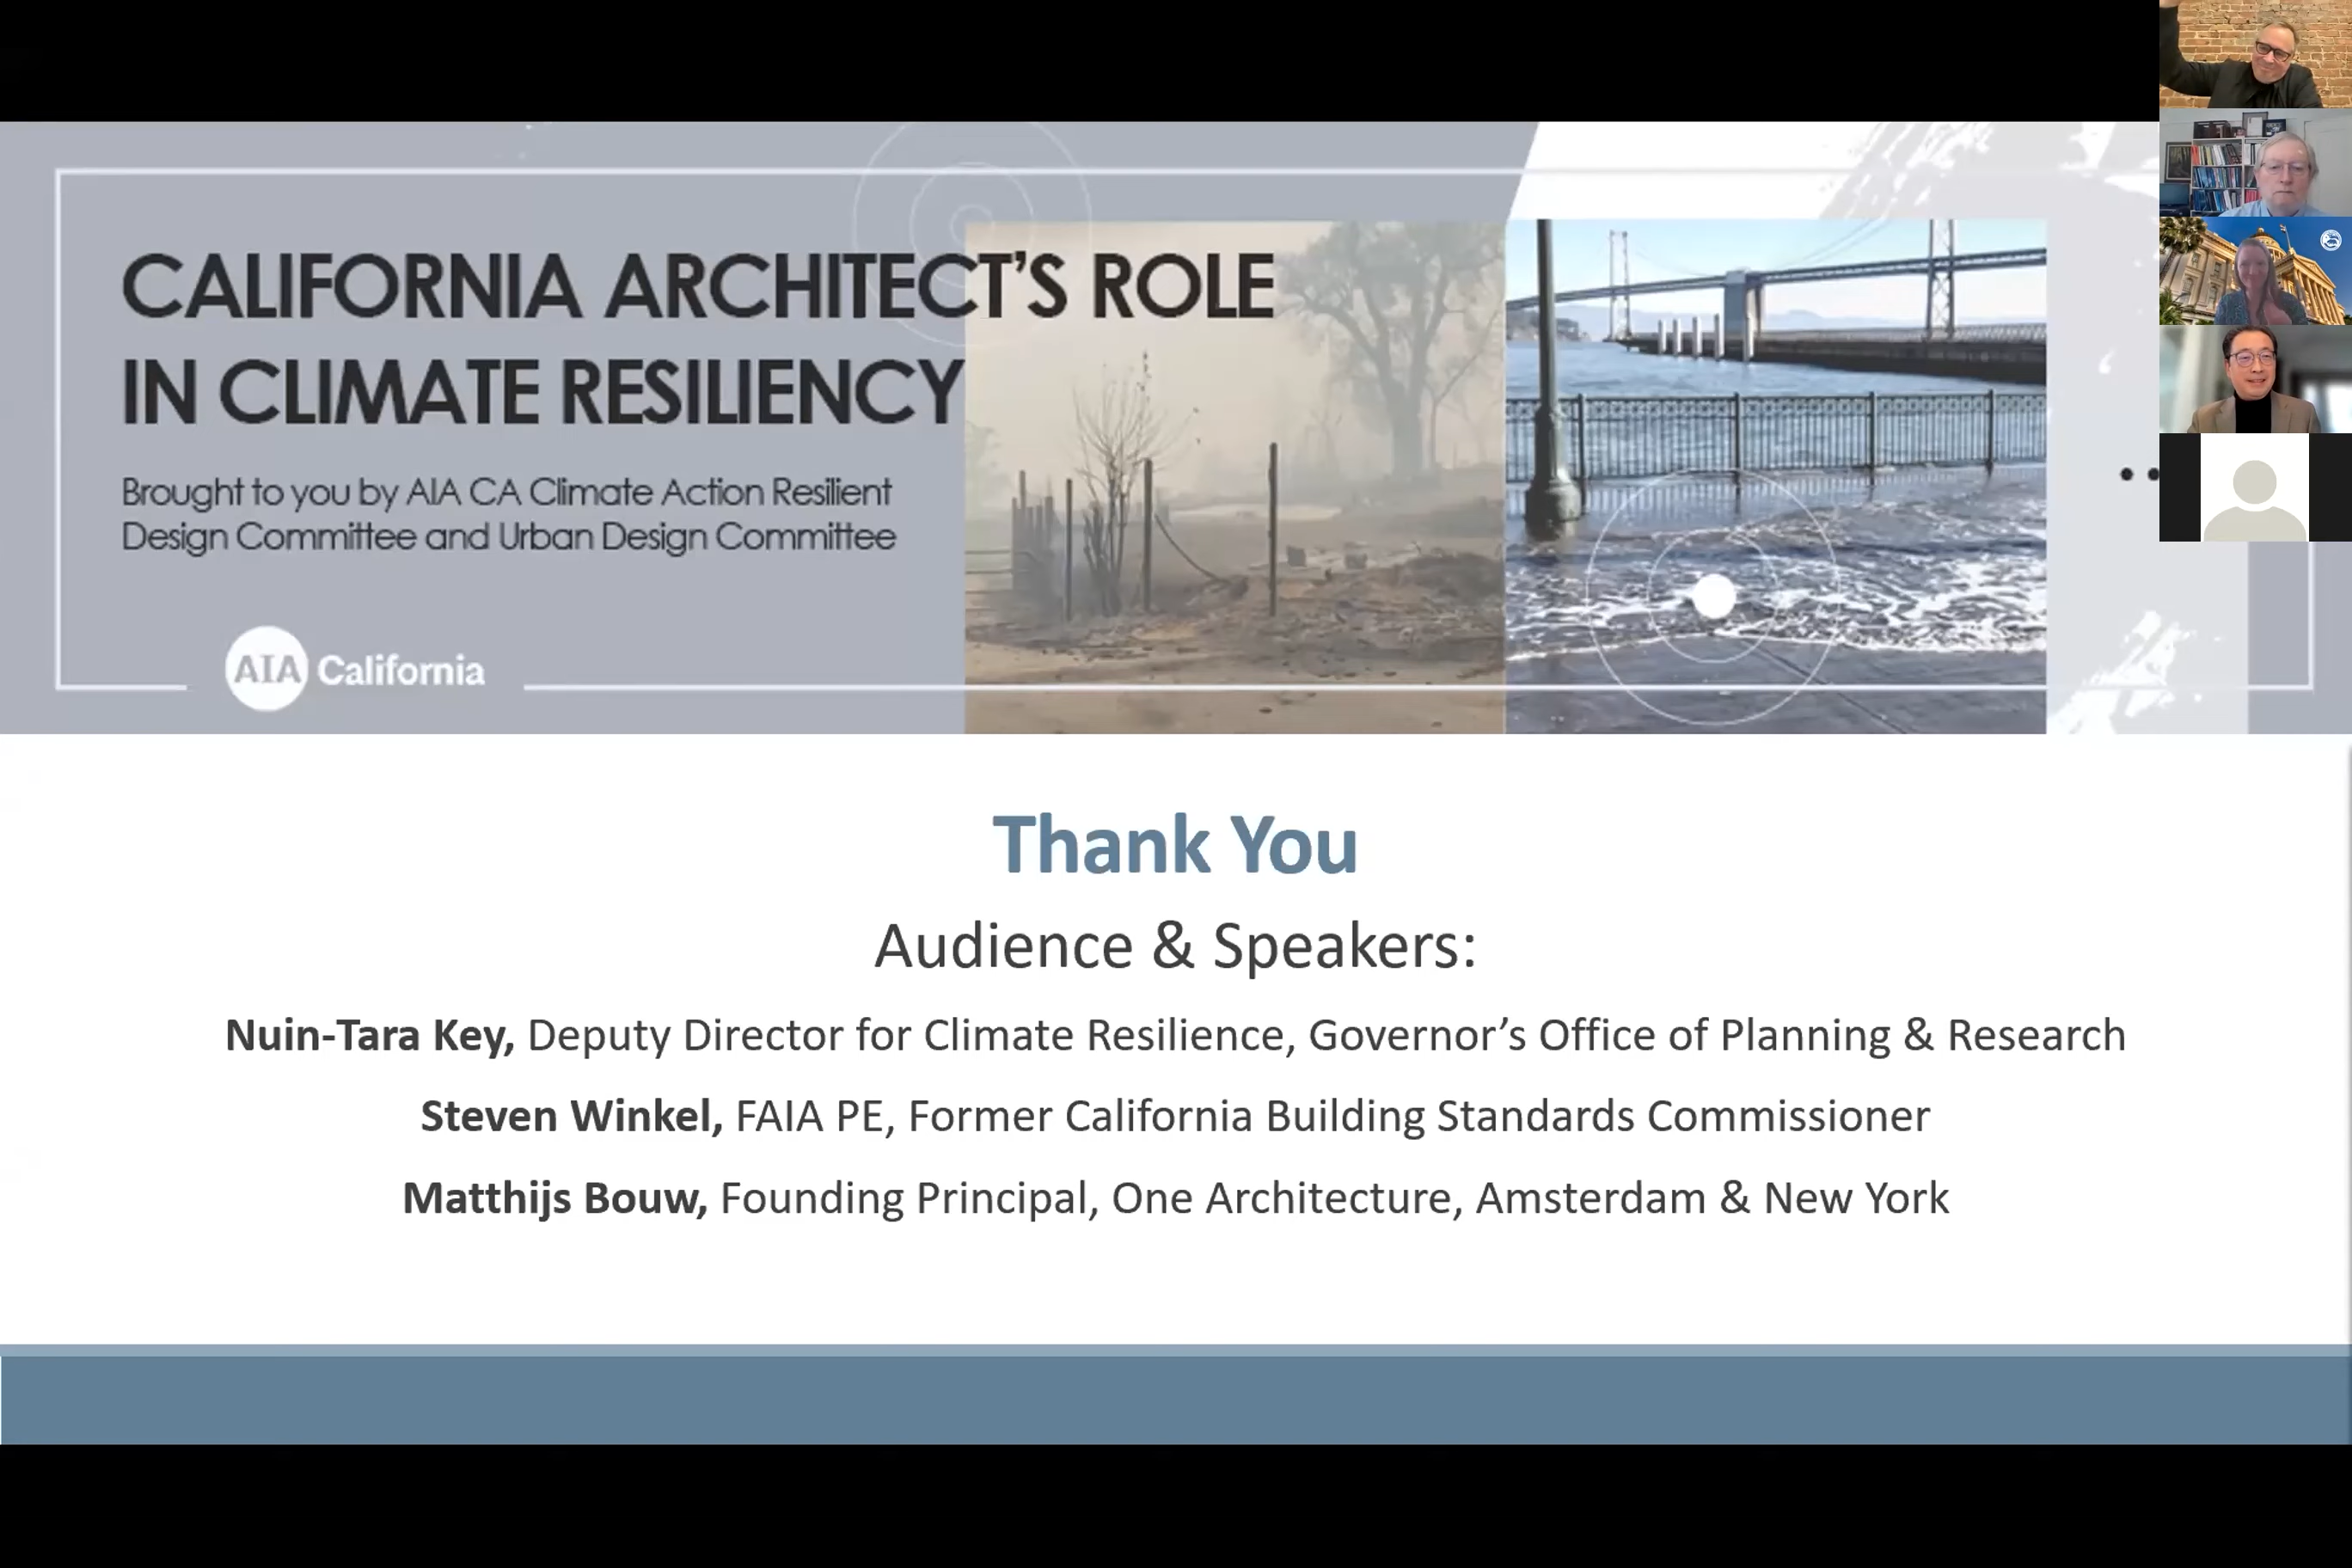 CALIFORNIA ARCHITECT'S ROLE
IN CLIMATE RESILIENCY
Brought to you by AIA CA Climate Action Resilient
Design Committee and Urban Design Committee
AIA California
Thank You
Audience & Speakers:
Nuin-Tara Key, Deputy Director for Climate Resilience, Governor's Office of Planning & Research
Steven Winkel, FAIA PE, Former California Building Standards Commissioner
Matthijs Bouw, Founding Principal, One Architecture, Amsterdam & New York